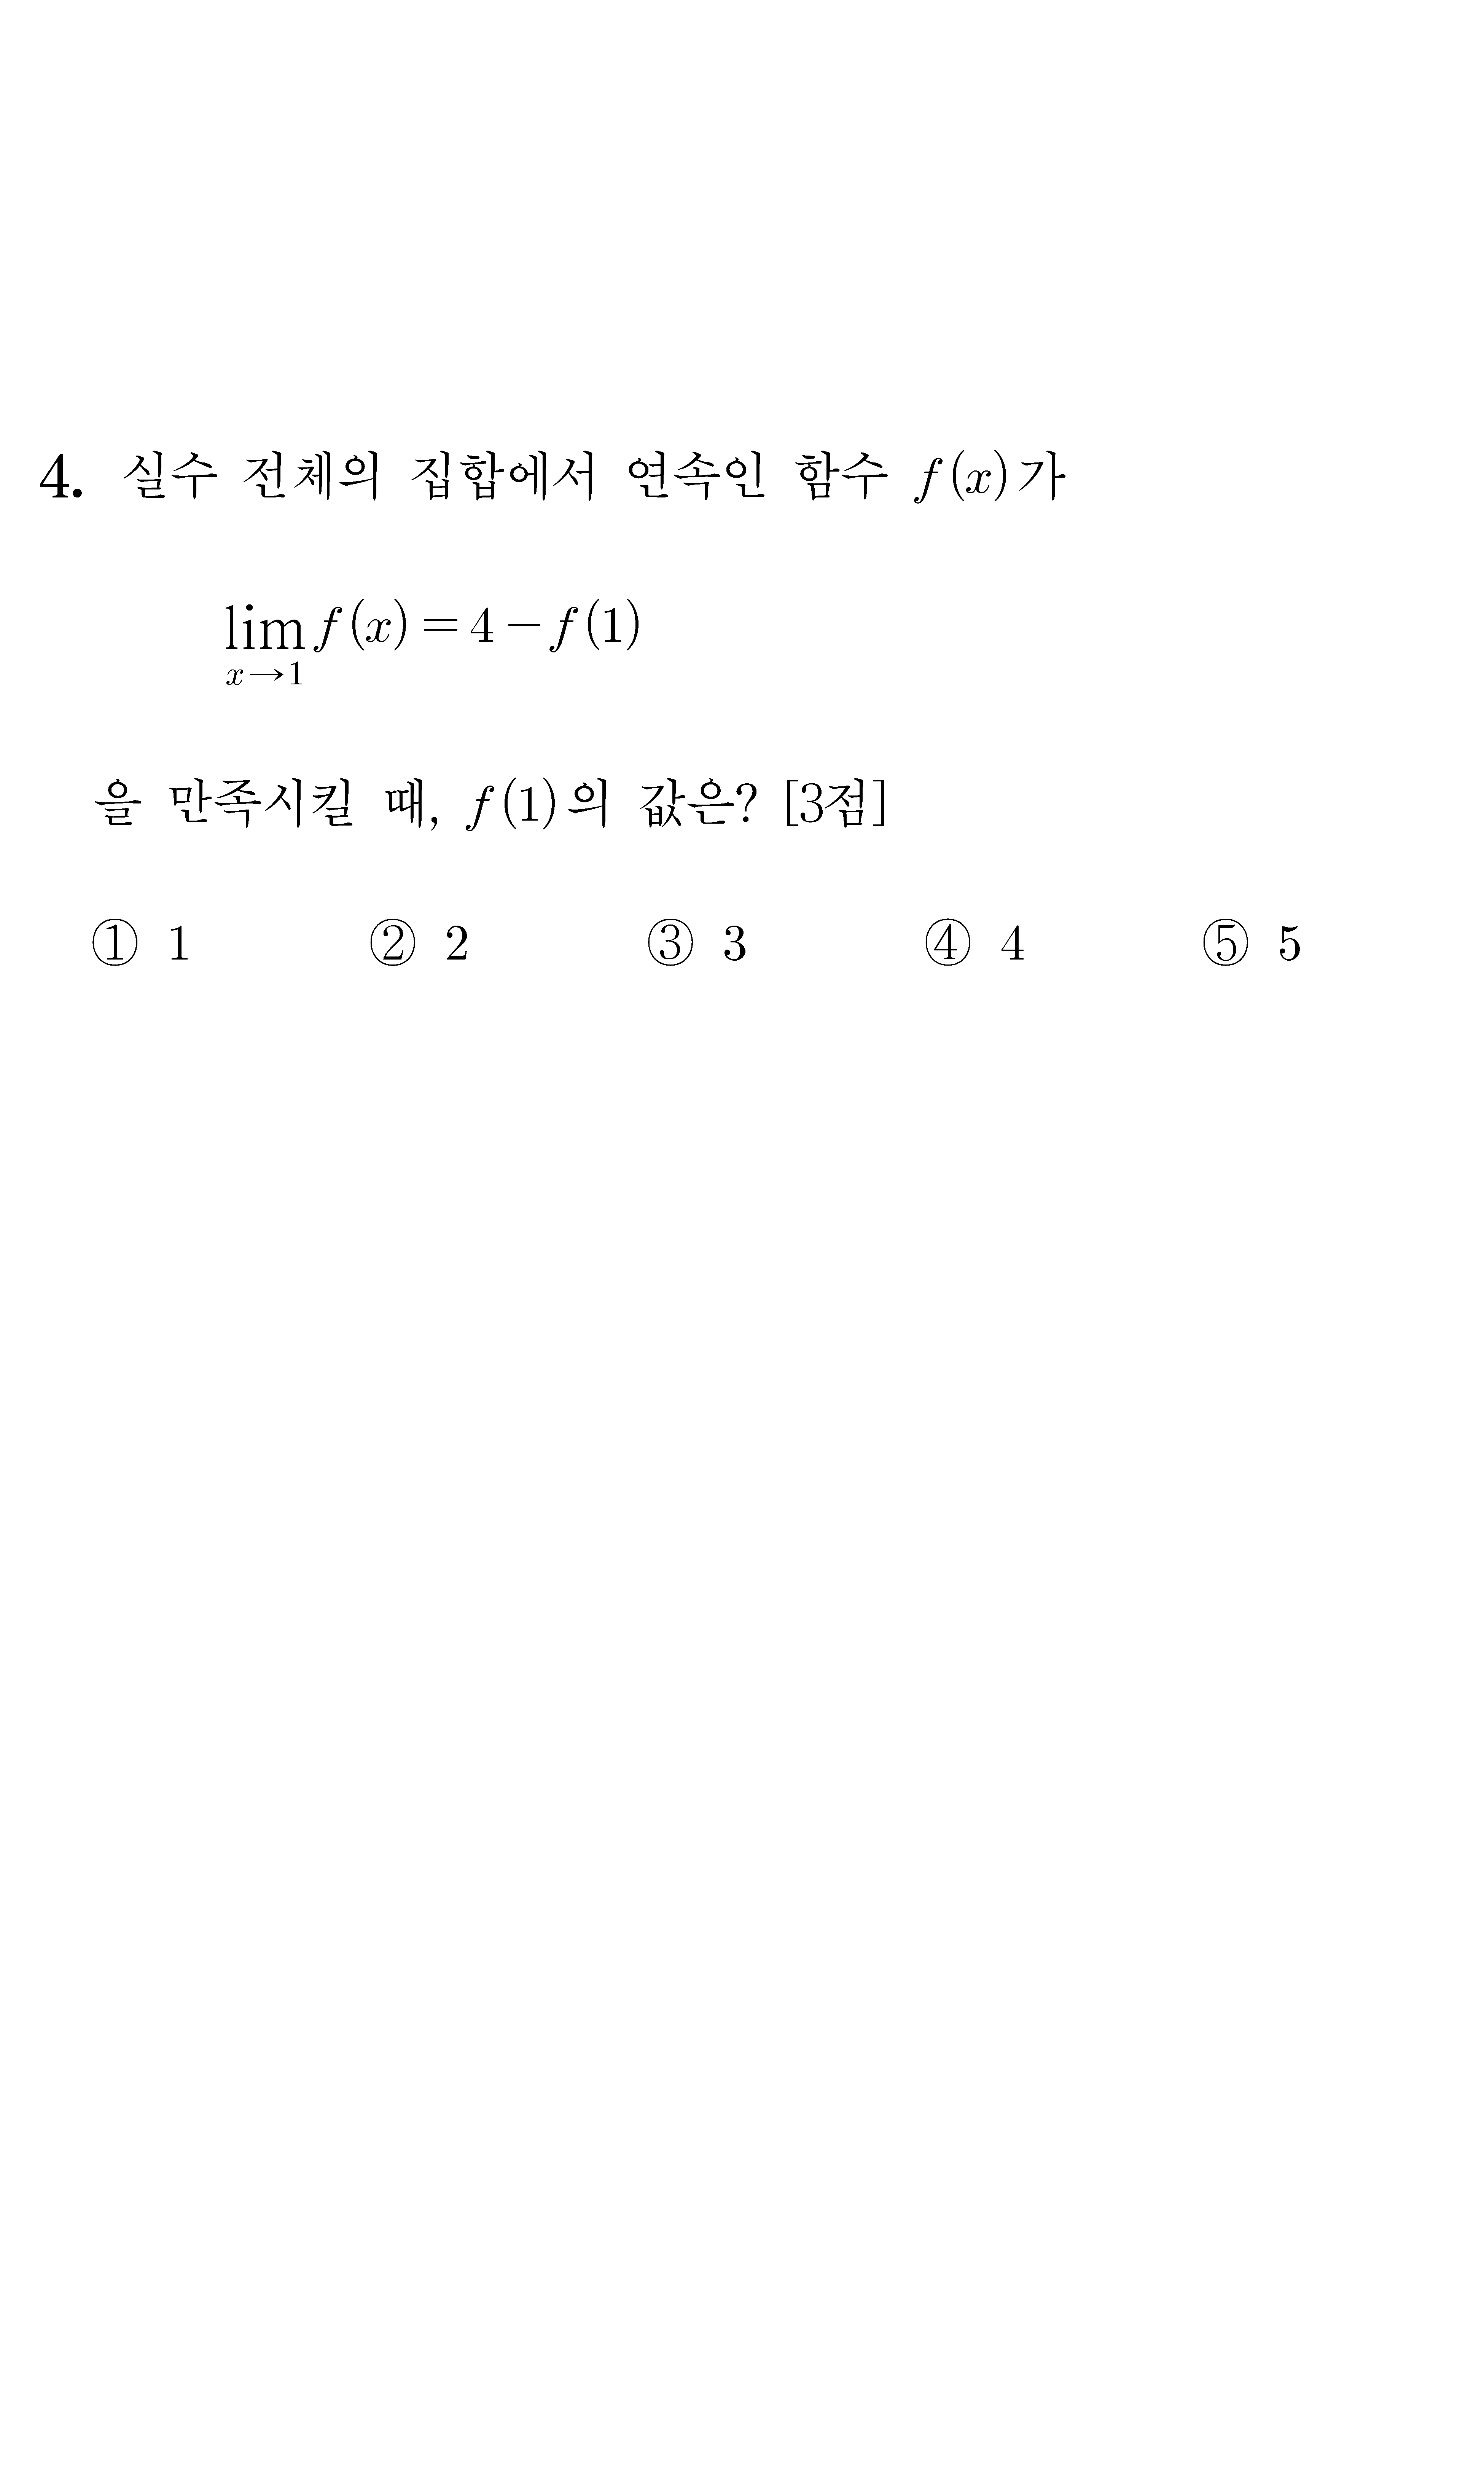 4. 실수 전체의 집합에서 연속인 함수 f(x)가
lim f(x) = 4 − f(1)
x→1
을 만족시킬 때, f(1)의 값은? [3점]
① 1 ② 2 ③ 3 ④ 4 ⑤ 5